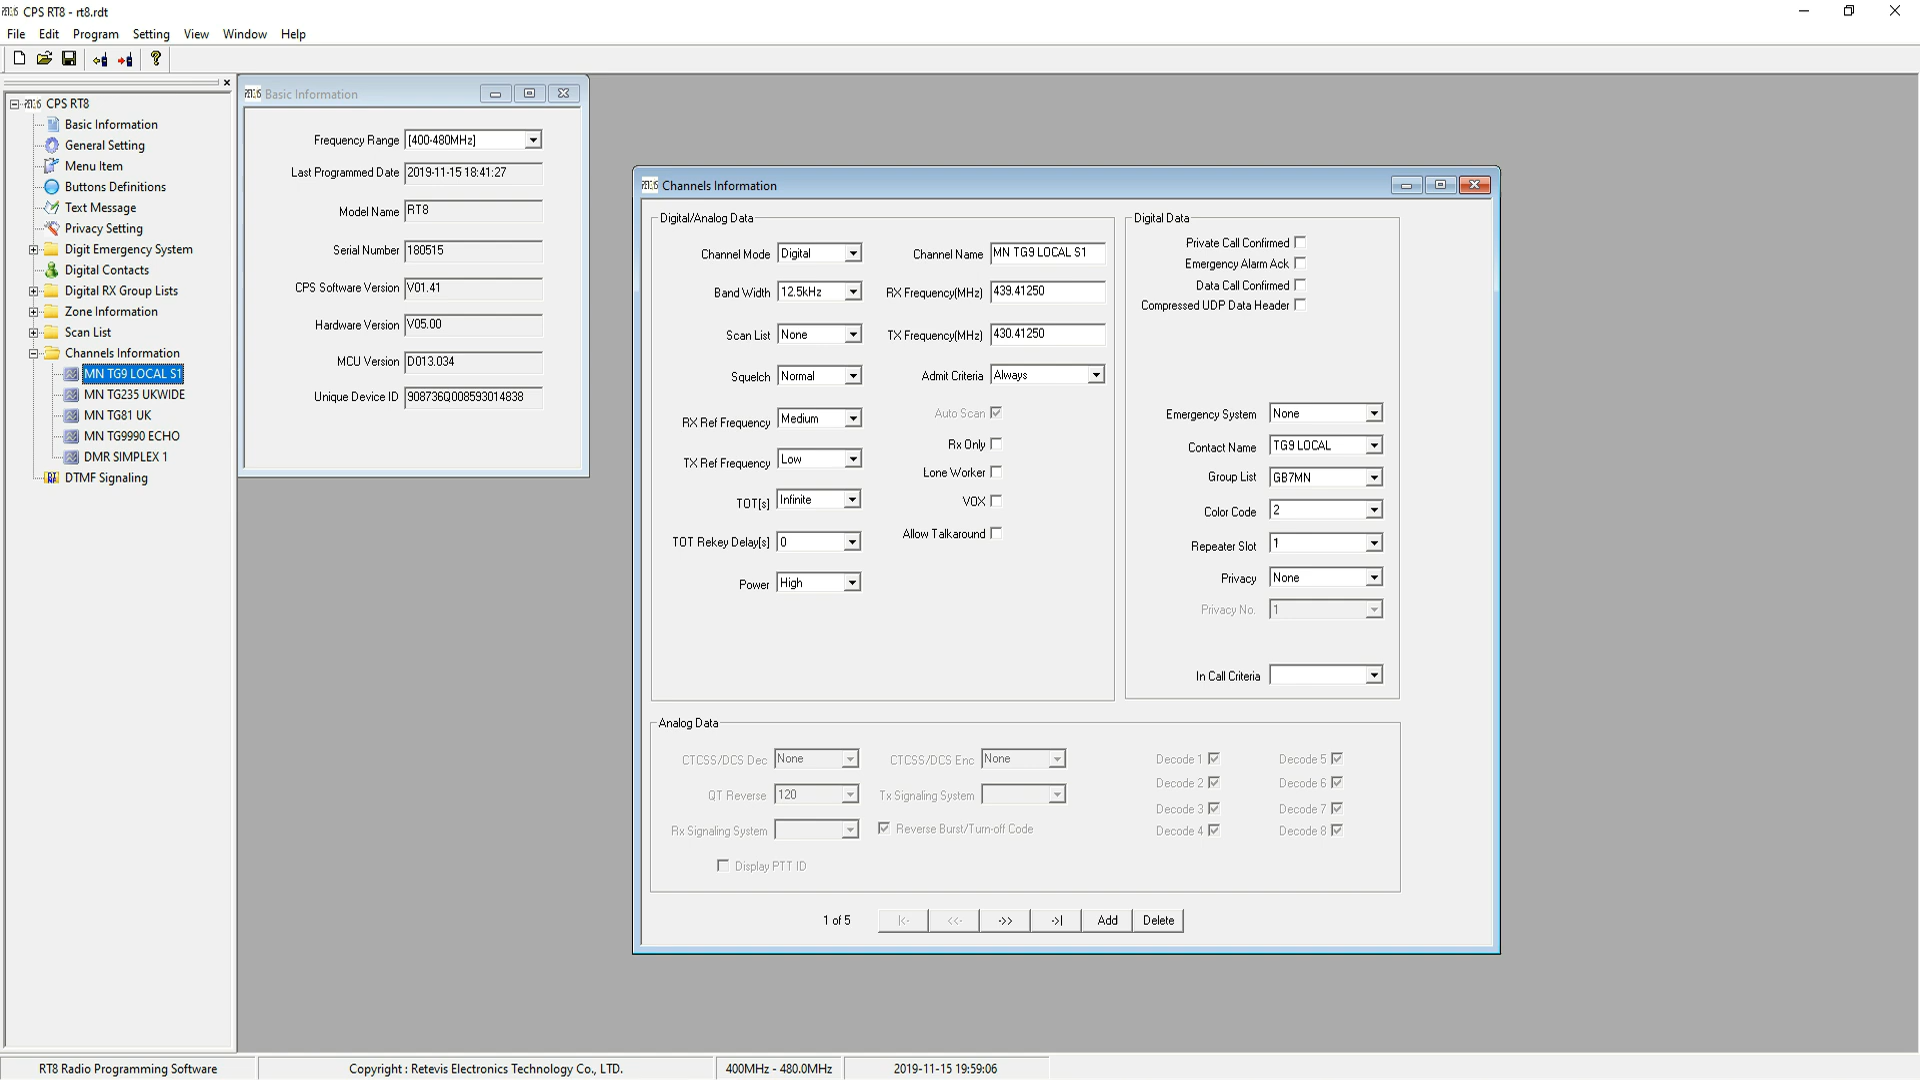 CPS RT8 - rt8.rdt
File Edit Program Setting View Window Help
CPS RT8
Basic Information
General Setting
Menu Item
Buttons Definitions
Text Message
Privacy Setting
Digit Emergency System
Digital Contacts
Digital RX Group Lists
Zone Information
Scan List
Channels Information
MN TG9 LOCAL S1
MN TG235 UKWIDE
MN TG81 UK
MN TG9990 ECHO
DMR SIMPLEX 1
DTMF Signaling
Basic Information
Frequency Range [400-480MHz]
Last Programmed Date 2019-11-15 18:41:27
Model Name RT8
Serial Number 180515
CPS Software Version V01.41
Hardware Version V05.00
MCU Version D013.034
Unique Device ID 908736Q008593014838
Channels Information
Digital/Analog Data
Channel Mode Digital
Band Width 12.5kHz
Scan List None
Squelch Normal
RX Ref Frequency Medium
TX Ref Frequency Low
TOT[s] Infinite
TOT Rekey Delay[s] 0
Power High
Channel Name MN TG9 LOCAL S1
RX Frequency(MHz) 439.41250
TX Frequency(MHz) 430.41250
Admit Criteria Always
Auto Scan
Rx Only
Lone Worker
VOX
Allow Talkaround
Digital Data
Private Call Confirmed
Emergency Alarm Ack
Data Call Confirmed
Compressed UDP Data Header
Emergency System None
Contact Name TG9 LOCAL
Group List GB7MN
Color Code 2
Repeater Slot 1
Privacy None
Privacy No. 1
In Call Criteria
Analog Data
CTCSS/DCS Dec None
CTCSS/DCS Enc None
QT Reverse 120
Tx Signaling System
Rx Signaling System
Reverse Burst/Turn-off Code
Display PTT ID
Decode 1
Decode 2
Decode 3
Decode 4
Decode 5
Decode 6
Decode 7
Decode 8
1 of 5 |<- <<- ->> ->| Add Delete
RT8 Radio Programming Software
Copyright : Retevis Electronics Technology Co., LTD.
400MHz - 480.0MHz
2019-11-15 19:59:06